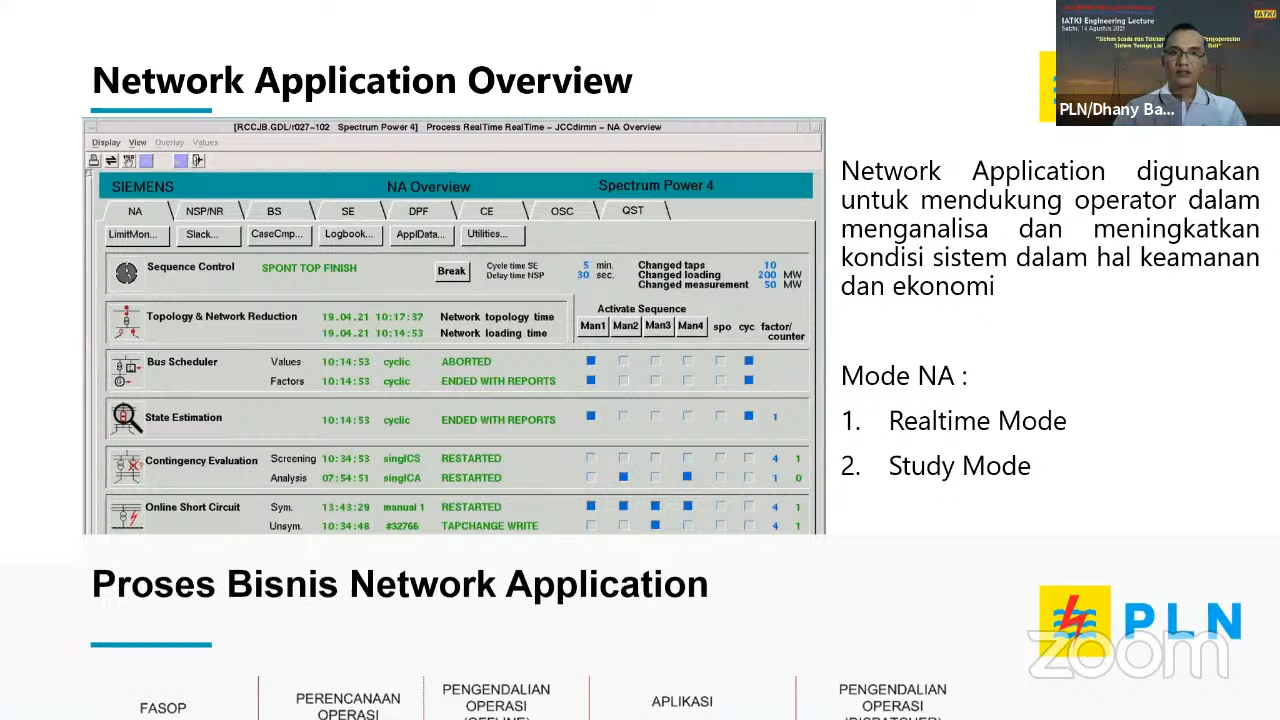 IATKI Engineering Lecture
Sabtu, 14 Agustus 2021
IATKI
PLN/Dhany Ba...
Network Application Overview
[RCCJB.GDL/r027-102 Spectrum Power 4] Process RealTime RealTime – JCCdirmn – NA Overview
Display View Overlay Values
SIEMENS NA Overview Spectrum Power 4
NA NSP/NR BS SE DPF CE OSC QST
LimitMon... Slack... CaseCmp... Logbook... ApplData... Utilities...
Sequence Control SPONT TOP FINISH Break Cycle time SE 5 min. Changed taps 10
Delay time NSP 30 sec. Changed loading 200 MW
Changed measurement 50 MW
Activate Sequence
Topology & Network Reduction 19.04.21 10:17:37 Network topology time
19.04.21 10:14:53 Network loading time
Man1 Man2 Man3 Man4 spo cyc factor/
counter
Bus Scheduler Values 10:14:53 cyclic ABORTED
Factors 10:14:53 cyclic ENDED WITH REPORTS
State Estimation 10:14:53 cyclic ENDED WITH REPORTS 1
Contingency Evaluation Screening 10:34:53 singlCS RESTARTED 4 1
Analysis 07:54:51 singlCA RESTARTED 1 0
Online Short Circuit Sym. 13:43:29 manual 1 RESTARTED 4 1
Unsym. 10:34:48 #32766 TAPCHANGE WRITE 4 1
Network Application digunakan
untuk mendukung operator dalam
menganalisa dan meningkatkan
kondisi sistem dalam hal keamanan
dan ekonomi
Mode NA :
1. Realtime Mode
2. Study Mode
Proses Bisnis Network Application
PLN
zoom
FASOP
PERENCANAAN
OPERASI
PENGENDALIAN
OPERASI
(OFFLINE)
APLIKASI
PENGENDALIAN
OPERASI
(DISPATCHER)